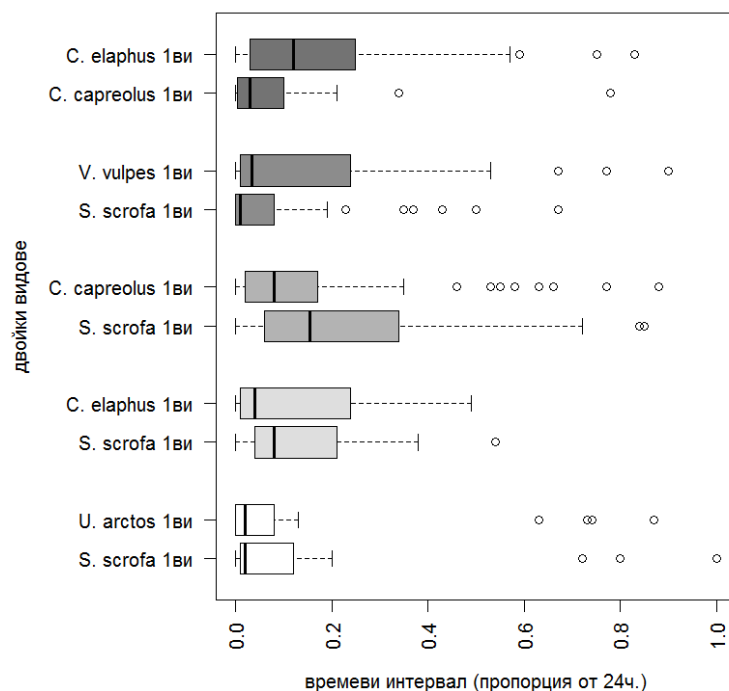 C. elaphus 1ви
C. capreolus 1ви
V. vulpes 1ви
S. scrofa 1ви
C. capreolus 1ви
S. scrofa 1ви
C. elaphus 1ви
S. scrofa 1ви
U. arctos 1ви
S. scrofa 1ви
двойки видове
0.0
0.2
0.4
0.6
0.8
1.0
времеви интервал (пропорция от 24ч.)